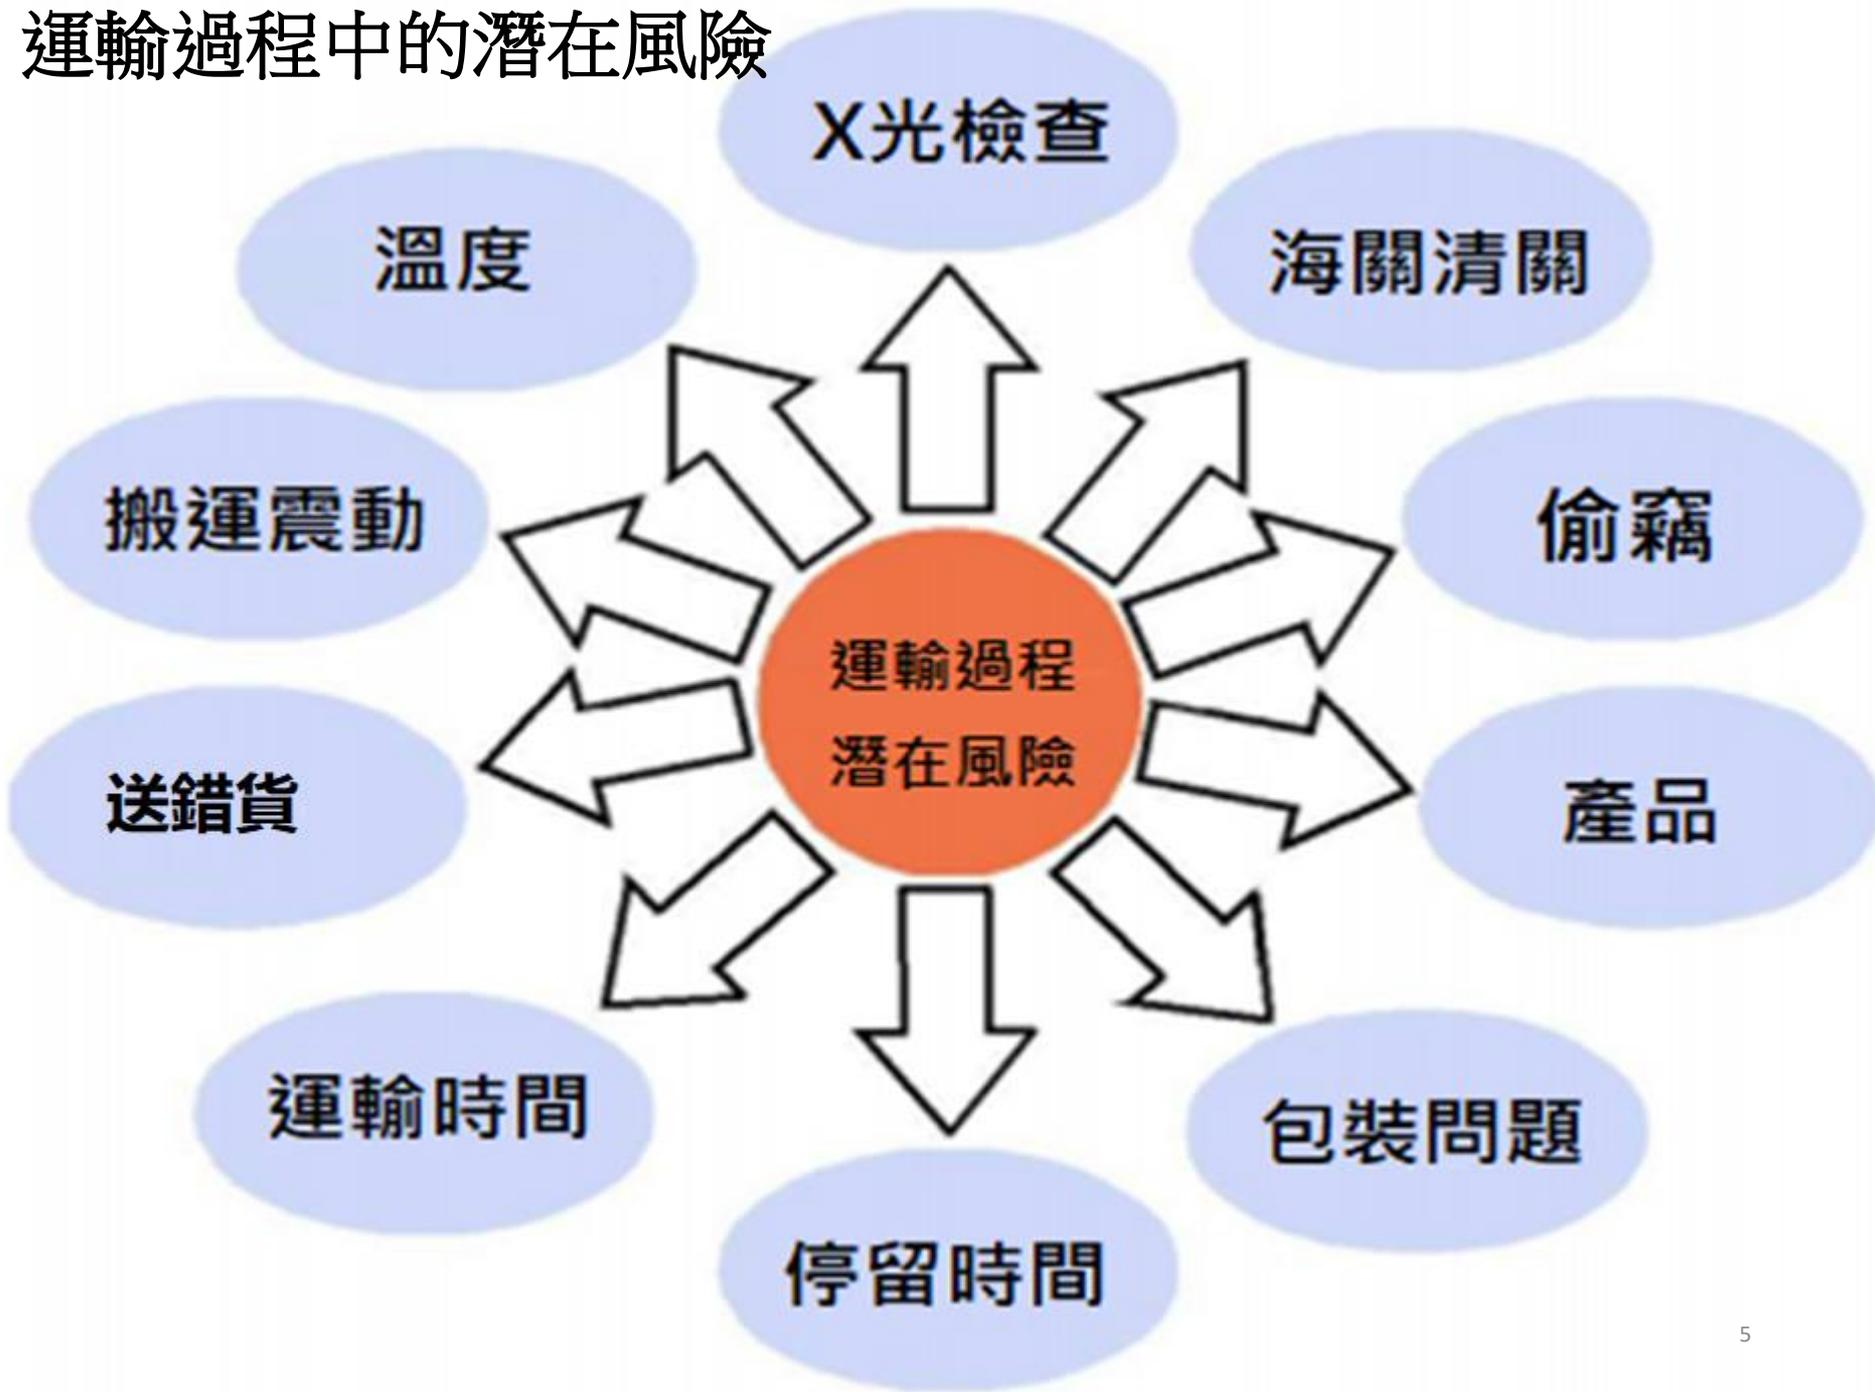 運輸過程中的潛在風險
X光檢查
海關清關
溫度
偷竊
搬運震動
運輸過程
潛在風險
送錯貨
產品
運輸時間
包裝問題
停留時間
5